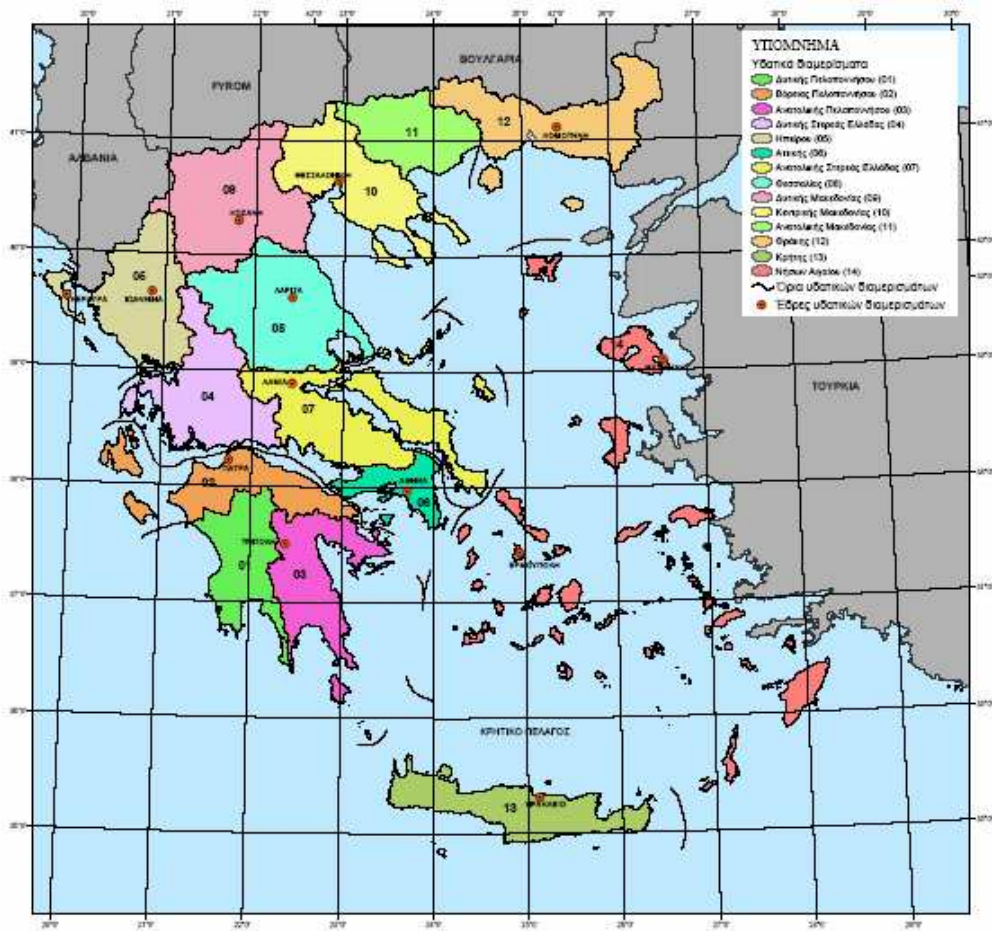 ΥΠΟΜΝΗΜΑ
Υδατικά διαμερίσματα
Δυτικής Πελοποννήσου (01)
Βόρειας Πελοποννήσου (02)
Ανατολικής Πελοποννήσου (03)
Δυτικής Στερεάς Ελλάδας (04)
Ηπείρου (05)
Αττικής (06)
Ανατολικής Στερεάς Ελλάδας (07)
Θεσσαλίας (08)
Δυτικής Μακεδονίας (09)
Κεντρικής Μακεδονίας (10)
Ανατολικής Μακεδονίας (11)
Θράκης (12)
Κρήτης (13)
Νήσων Αιγαίου (14)
Όρια υδατικών διαμερισμάτων
Έδρες υδατικών διαμερισμάτων
ΒΟΥΛΓΑΡΙΑ
FYROM
ΑΛΒΑΝΙΑ
ΤΟΥΡΚΙΑ
11
12
ΚΟΜΟΤΗΝΗ
ΘΕΣΣΑΛΟΝΙΚΗ
10
ΚΟΖΑΝΗ
05
ΙΩΑΝΝΙΝΑ
ΚΕΡΚΥΡΑ
ΛΑΡΙΣΑ
ΛΑΜΙΑ
04
07
ΠΑΤΡΑ
02
ΑΘΗΝΑ
06
ΤΡΙΠΟΛΗ
01
03
ΕΡΜΟΥΠΟΛΗ
ΚΡΗΤΙΚΟ ΠΕΛΑΓΟΣ
13
ΗΡΑΚΛΕΙΟ